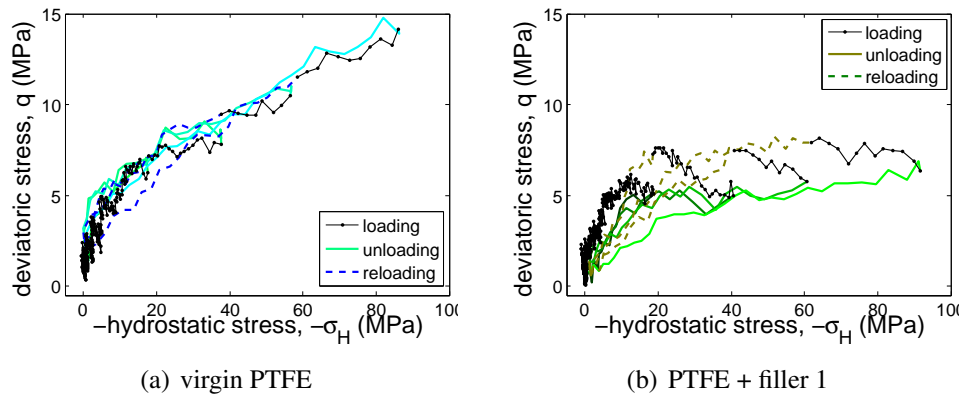 15
10
5
0
deviatoric stress, q (MPa)
0 20 40 60 80 100
−hydrostatic stress, −σH (MPa)
loading
unloading
reloading
(a) virgin PTFE
15
10
5
0
deviatoric stress, q (MPa)
0 20 40 60 80 100
−hydrostatic stress, −σH (MPa)
loading
unloading
reloading
(b) PTFE + filler 1